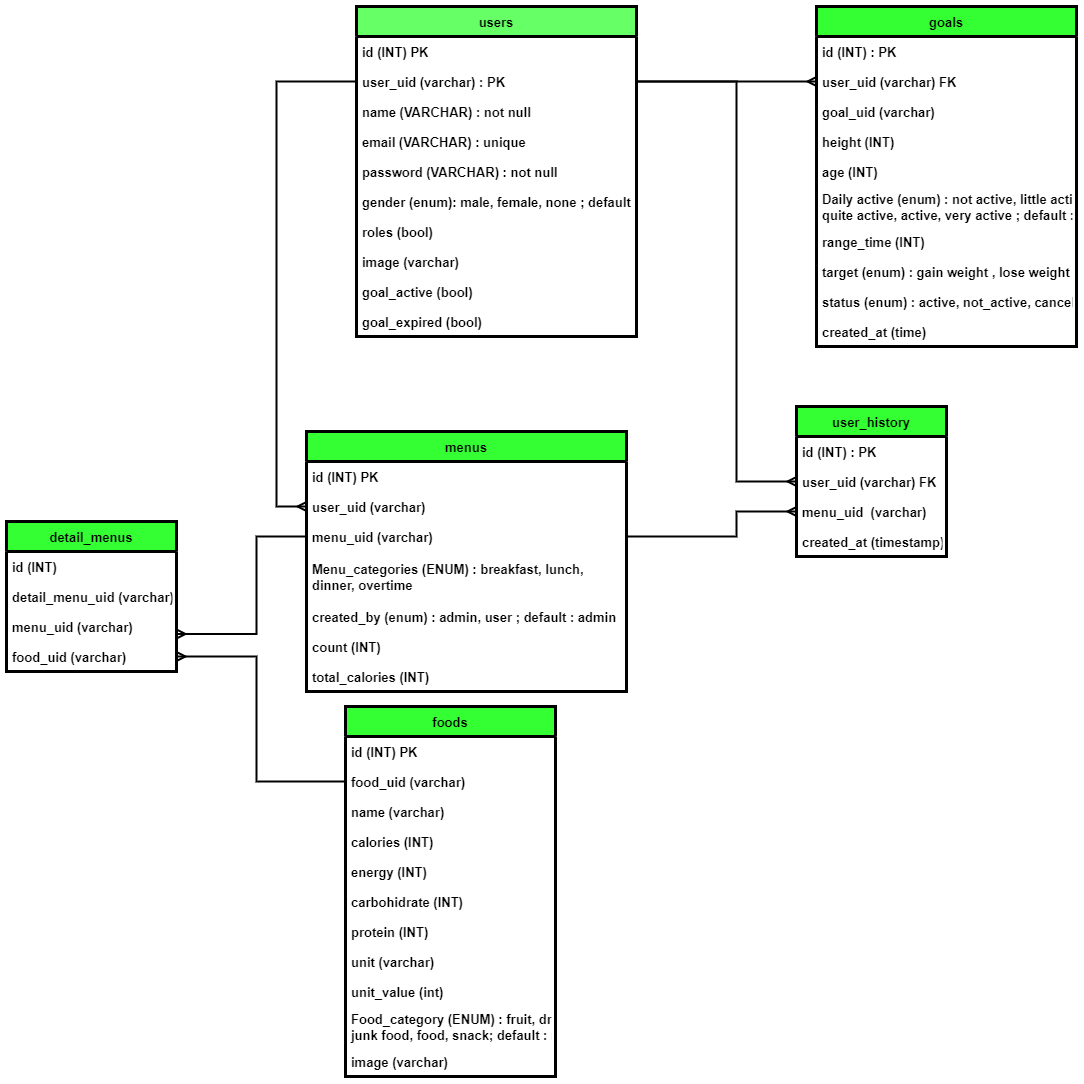 users
id (INT) PK
user_uid (varchar) : PK
name (VARCHAR) : not null
email (VARCHAR) : unique
password (VARCHAR) : not null
gender (enum): male, female, none ; default
roles (bool)
image (varchar)
goal_active (bool)
goal_expired (bool)
goals
id (INT) : PK
user_uid (varchar) FK
goal_uid (varchar)
height (INT)
age (INT)
Daily active (enum) : not active, little acti
quite active, active, very active ; default :
range_time (INT)
target (enum) : gain weight , lose weight
status (enum) : active, not_active, cancel
created_at (time)
menus
id (INT) PK
user_uid (varchar)
menu_uid (varchar)
Menu_categories (ENUM) : breakfast, lunch,
dinner, overtime
created_by (enum) : admin, user ; default : admin
count (INT)
total_calories (INT)
user_history
id (INT) : PK
user_uid (varchar) FK
menu_uid (varchar)
created_at (timestamp)
detail_menus
id (INT)
detail_menu_uid (varchar)
menu_uid (varchar)
food_uid (varchar)
foods
id (INT) PK
food_uid (varchar)
name (varchar)
calories (INT)
energy (INT)
carbohidrate (INT)
protein (INT)
unit (varchar)
unit_value (int)
Food_category (ENUM) : fruit, dr
junk food, food, snack; default :
image (varchar)